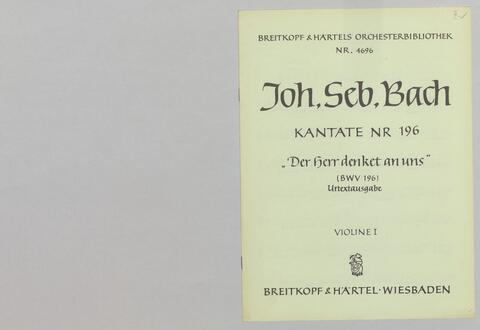 BREITKOPF & HÄRTELS ORCHESTERBIBLIOTHEK
NR. 4696
Joh. Seb. Bach
KANTATE NR 196
„Der Herr denket an uns“
(BWV 196)
Urtextausgabe
VIOLINE I
BREITKOPF & HÄRTEL · WIESBADEN